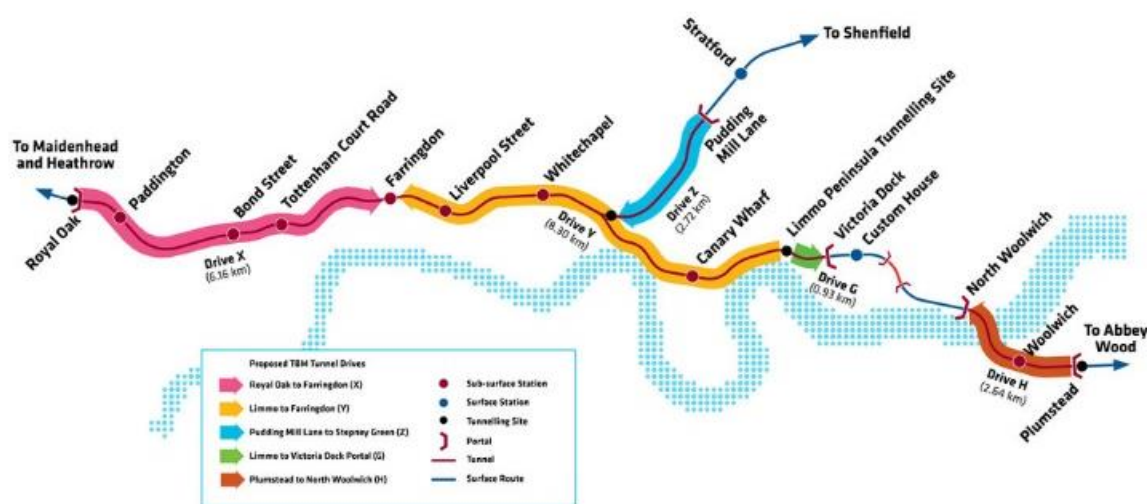 To Shenfield
Stratford
Pudding
Mill Lane
Drive Z
(2.72 km)
To Maidenhead
and Heathrow
Royal Oak
Paddington
Bond Street
Tottenham Court Road
Drive X
(6.16 km)
Farringdon
Liverpool Street
Whitechapel
Drive Y
(8.30 km)
Canary Wharf
Limmo Peninsula Tunnelling Site
Victoria Dock
Custom House
Drive G
(0.93 km)
North Woolwich
Woolwich
Drive H
(2.64 km)
Plumstead
To Abbey
Wood
Proposed TBM Tunnel Drives
Royal Oak to Farringdon (X)
Limmo to Farringdon (Y)
Pudding Mill Lane to Stepney Green (Z)
Limmo to Victoria Dock Portal (G)
Plumstead to North Woolwich (H)
Sub-surface Station
Surface Station
Tunnelling Site
Portal
Tunnel
Surface Route